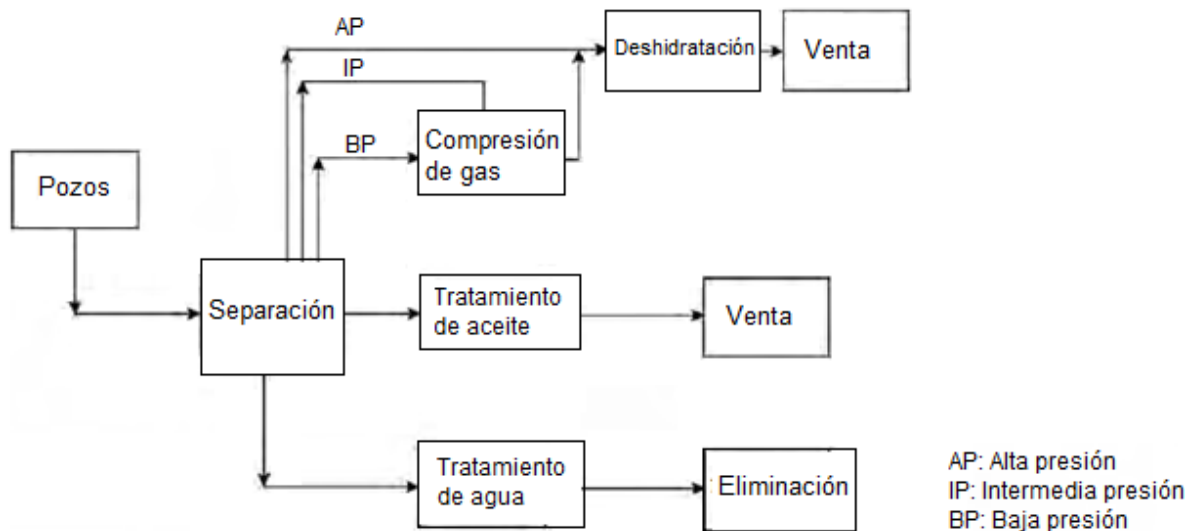 AP
Deshidratación
Venta
IP
Compresión
de gas
BP
Pozos
Separación
Tratamiento
de aceite
Venta
Tratamiento
de agua
Eliminación
AP: Alta presión
IP: Intermedia presión
BP: Baja presión